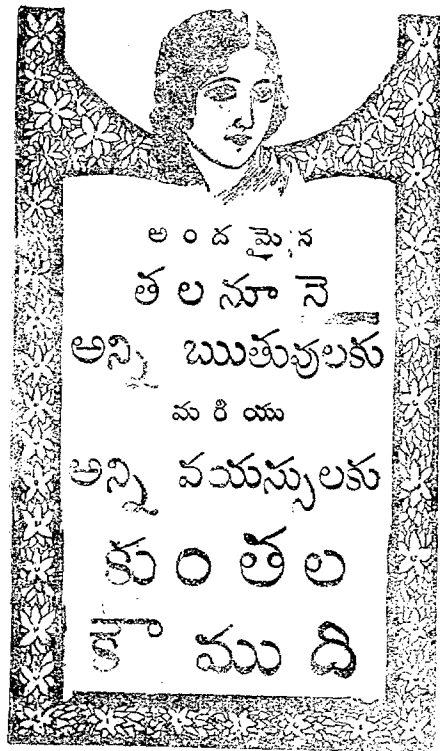 అందమైన
తలనూనె
అన్ని ఋతువులకు
మరియు
అన్ని వయస్సులకు
కుంతల
కౌముది